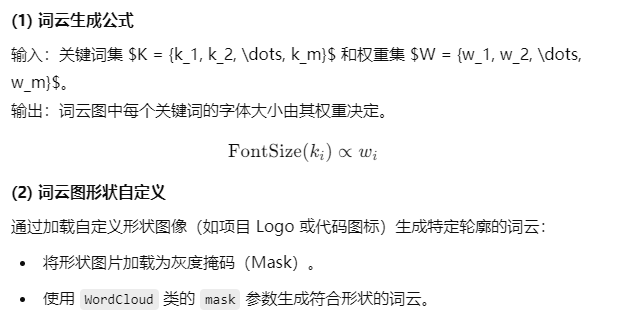 (1) 词云生成公式
输入：关键词集 $K = {k_1, k_2, \dots, k_m}$ 和权重集 $W = {w_1, w_2, \dots,
w_m}$。
输出：词云图中每个关键词的字体大小由其权重决定。
FontSize(k_i) ∝ w_i
(2) 词云图形状自定义
通过加载自定义形状图像（如项目 Logo 或代码图标）生成特定轮廓的词云：
• 将形状图片加载为灰度掩码（Mask）。
• 使用 WordCloud 类的 mask 参数生成符合形状的词云。